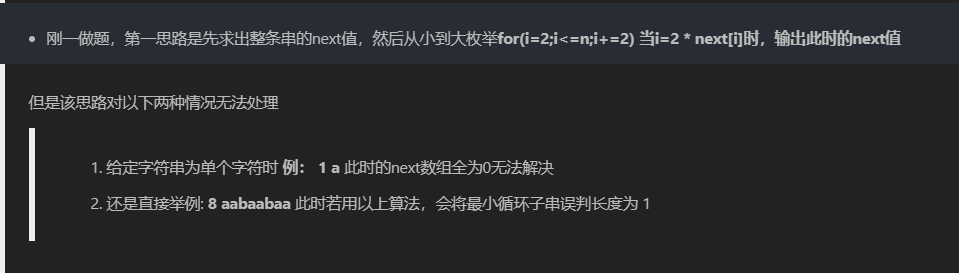 • 刚一做题，第一思路是先求出整条串的next值，然后从小到大枚举for(i=2;i<=n;i+=2) 当i=2 * next[i]时，输出此时的next值
但是该思路对以下两种情况无法处理
1. 给定字符串为单个字符时 例： 1 a 此时的next数组全为0无法解决
2. 还是直接举例: 8 aabaabaa 此时若用以上算法，会将最小循环子串误判长度为 1